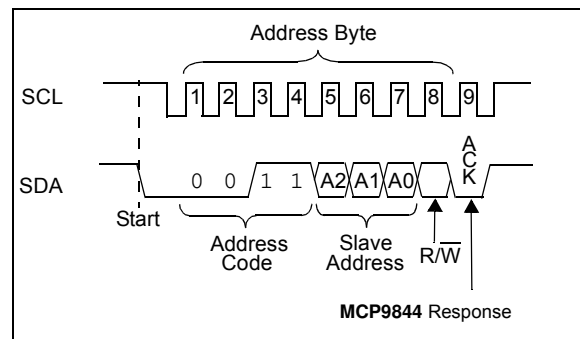 Address Byte
SCL 1 2 3 4 5 6 7 8 9
SDA 0 0 1 1 A2 A1 A0 ACK
Start
Address Code
Slave Address
R/W̅
MCP9844 Response